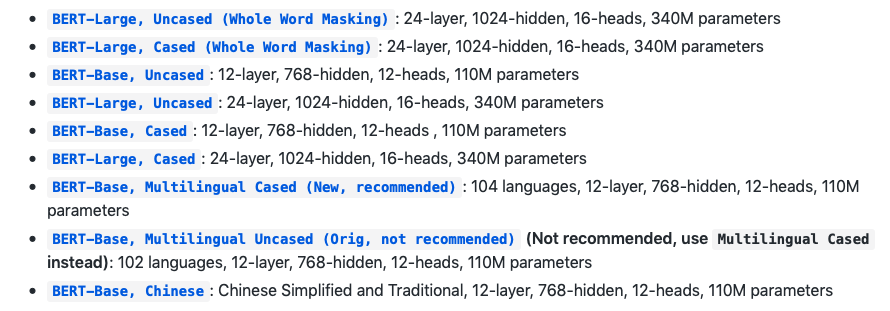 BERT-Large, Uncased (Whole Word Masking) : 24-layer, 1024-hidden, 16-heads, 340M parameters
BERT-Large, Cased (Whole Word Masking) : 24-layer, 1024-hidden, 16-heads, 340M parameters
BERT-Base, Uncased : 12-layer, 768-hidden, 12-heads, 110M parameters
BERT-Large, Uncased : 24-layer, 1024-hidden, 16-heads, 340M parameters
BERT-Base, Cased : 12-layer, 768-hidden, 12-heads , 110M parameters
BERT-Large, Cased : 24-layer, 1024-hidden, 16-heads, 340M parameters
BERT-Base, Multilingual Cased (New, recommended) : 104 languages, 12-layer, 768-hidden, 12-heads, 110M
parameters
BERT-Base, Multilingual Uncased (Orig, not recommended) (Not recommended, use Multilingual Cased
instead): 102 languages, 12-layer, 768-hidden, 12-heads, 110M parameters
BERT-Base, Chinese : Chinese Simplified and Traditional, 12-layer, 768-hidden, 12-heads, 110M parameters